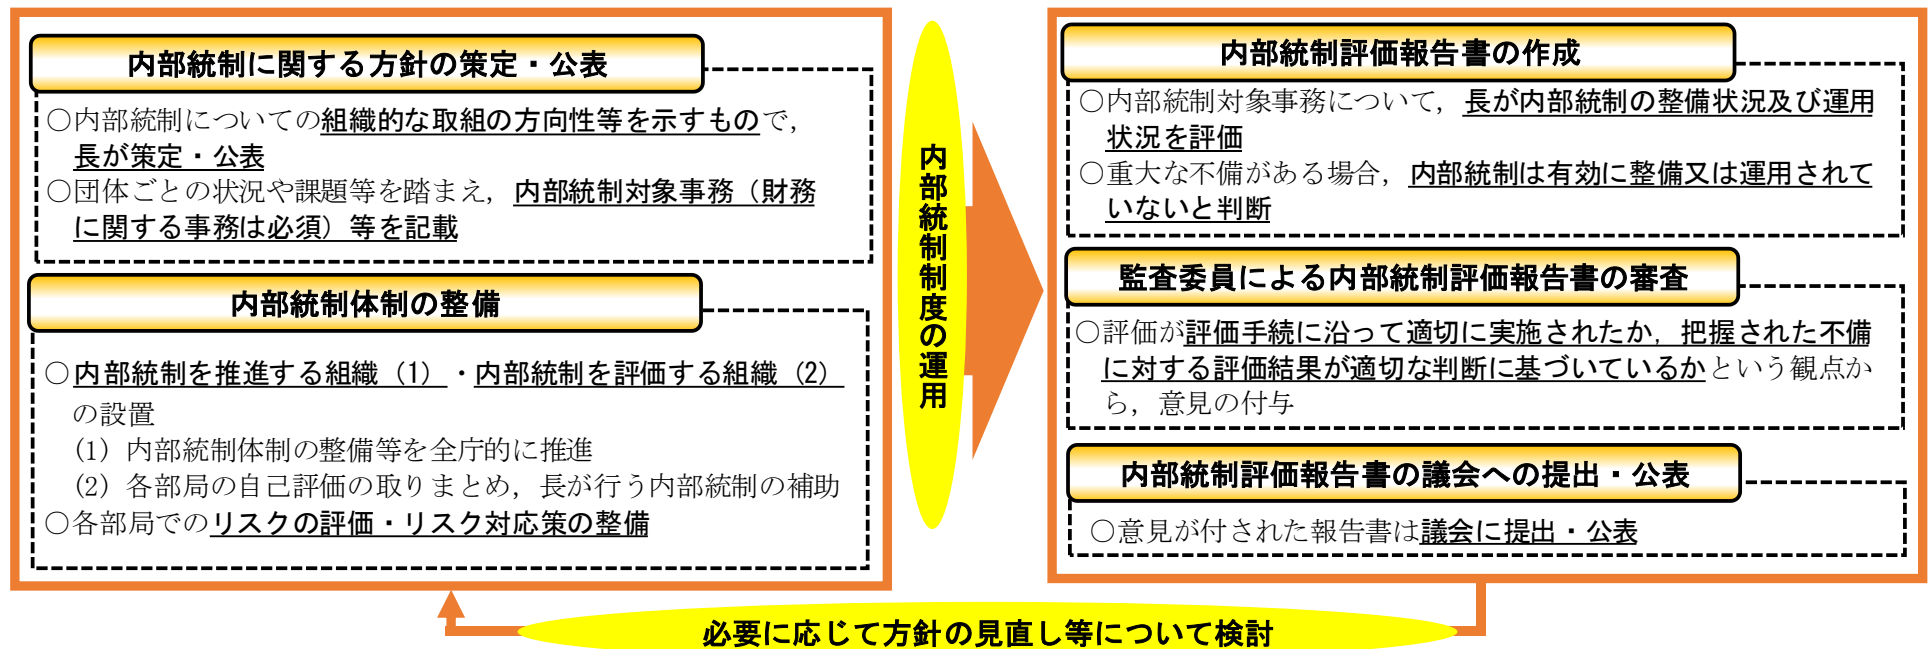 内部統制に関する方針の策定・公表
○内部統制についての組織的な取組の方向性等を示すもので，
長が策定・公表
○団体ごとの状況や課題等を踏まえ，内部統制対象事務（財務
に関する事務は必須）等を記載
内部統制体制の整備
○内部統制を推進する組織（1）・内部統制を評価する組織（2）
の設置
（1）内部統制体制の整備等を全庁的に推進
（2）各部局の自己評価の取りまとめ，長が行う内部統制の補助
○各部局でのリスクの評価・リスク対応策の整備
内部統制制度の運用
内部統制評価報告書の作成
○内部統制対象事務について，長が内部統制の整備状況及び運用
状況を評価
○重大な不備がある場合，内部統制は有効に整備又は運用されて
いないと判断
監査委員による内部統制評価報告書の審査
○評価が評価手続に沿って適切に実施されたか，把握された不備
に対する評価結果が適切な判断に基づいているかという観点か
ら，意見の付与
内部統制評価報告書の議会への提出・公表
○意見が付された報告書は議会に提出・公表
必要に応じて方針の見直し等について検討